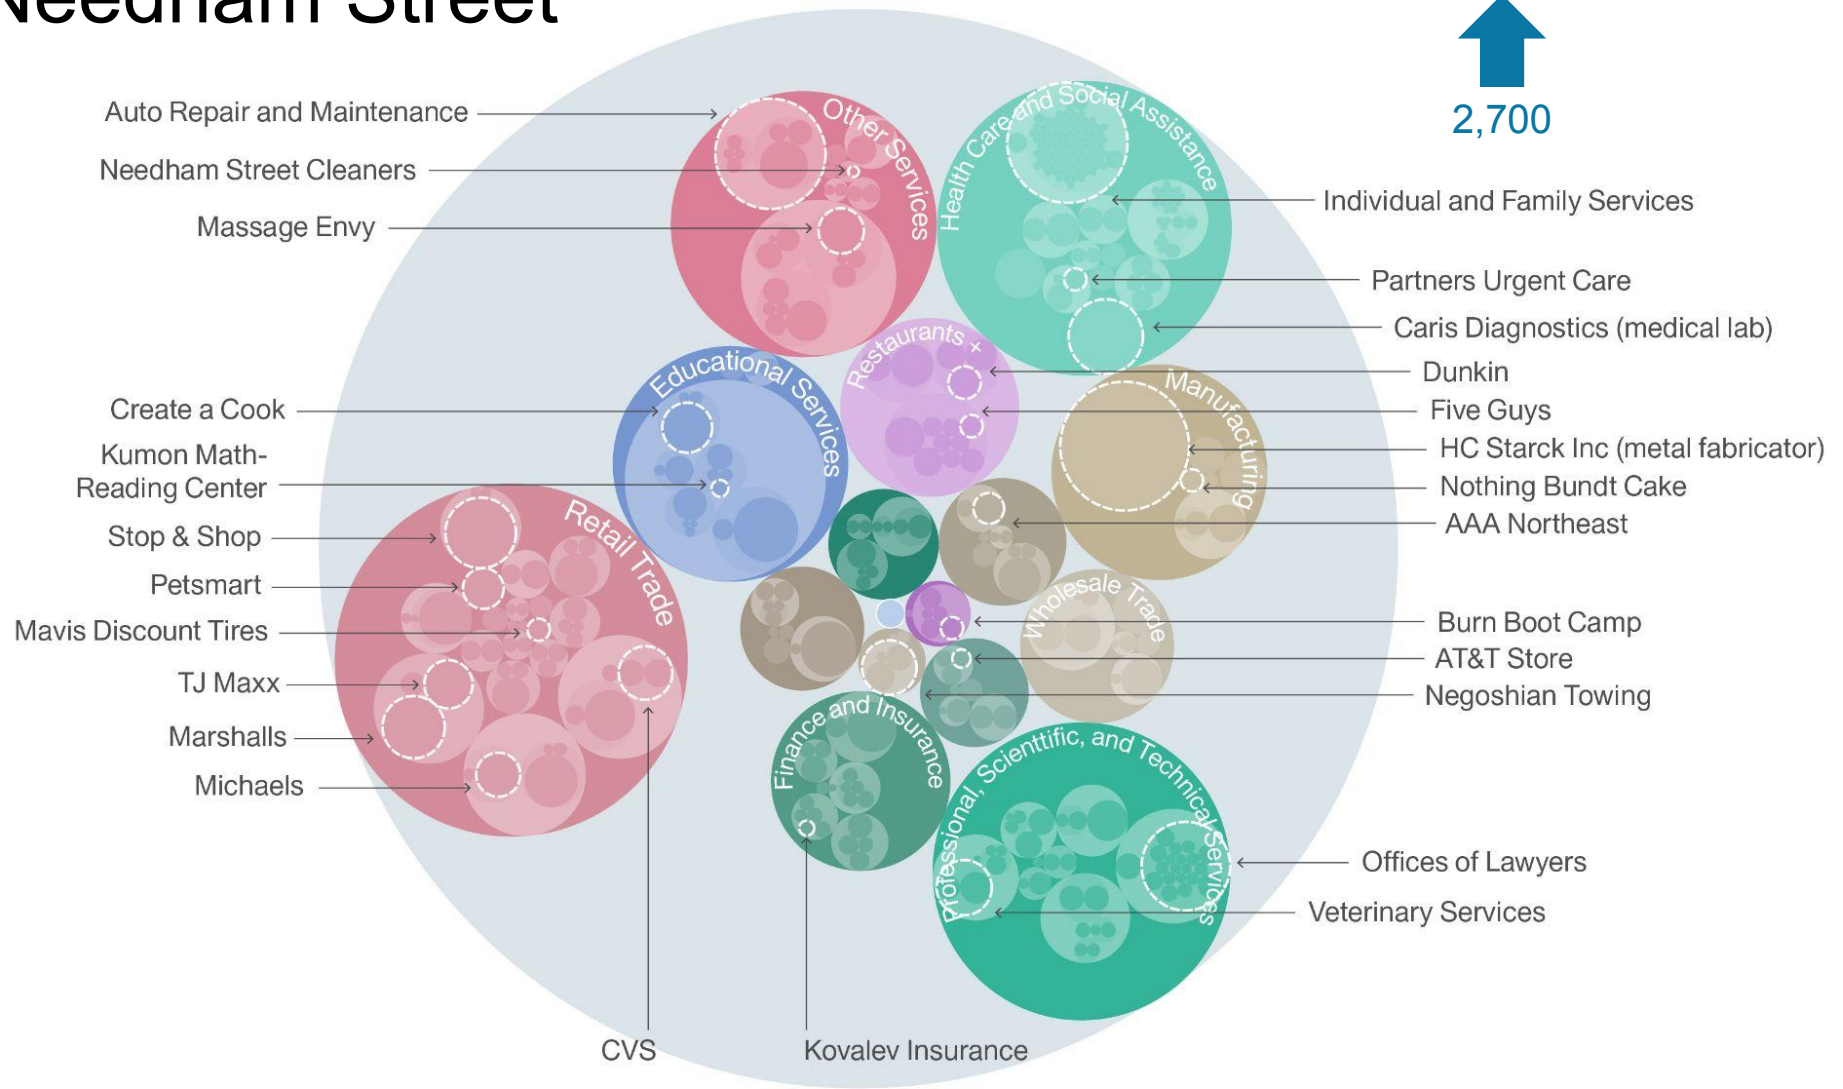 Needham Street
2,700
Auto Repair and Maintenance
Needham Street Cleaners
Massage Envy
Create a Cook
Kumon Math-
Reading Center
Stop & Shop
Petsmart
Mavis Discount Tires
TJ Maxx
Marshalls
Michaels
CVS
Kovalev Insurance
Other Services
Health Care and Social Assistance
Restaurants +
Educational Services
Manufacturing
Retail Trade
Wholesale Trade
Finance and Insurance
Professional, Scienttific, and Technical Services
Individual and Family Services
Partners Urgent Care
Caris Diagnostics (medical lab)
Dunkin
Five Guys
HC Starck Inc (metal fabricator)
Nothing Bundt Cake
AAA Northeast
Burn Boot Camp
AT&T Store
Negoshian Towing
Offices of Lawyers
Veterinary Services